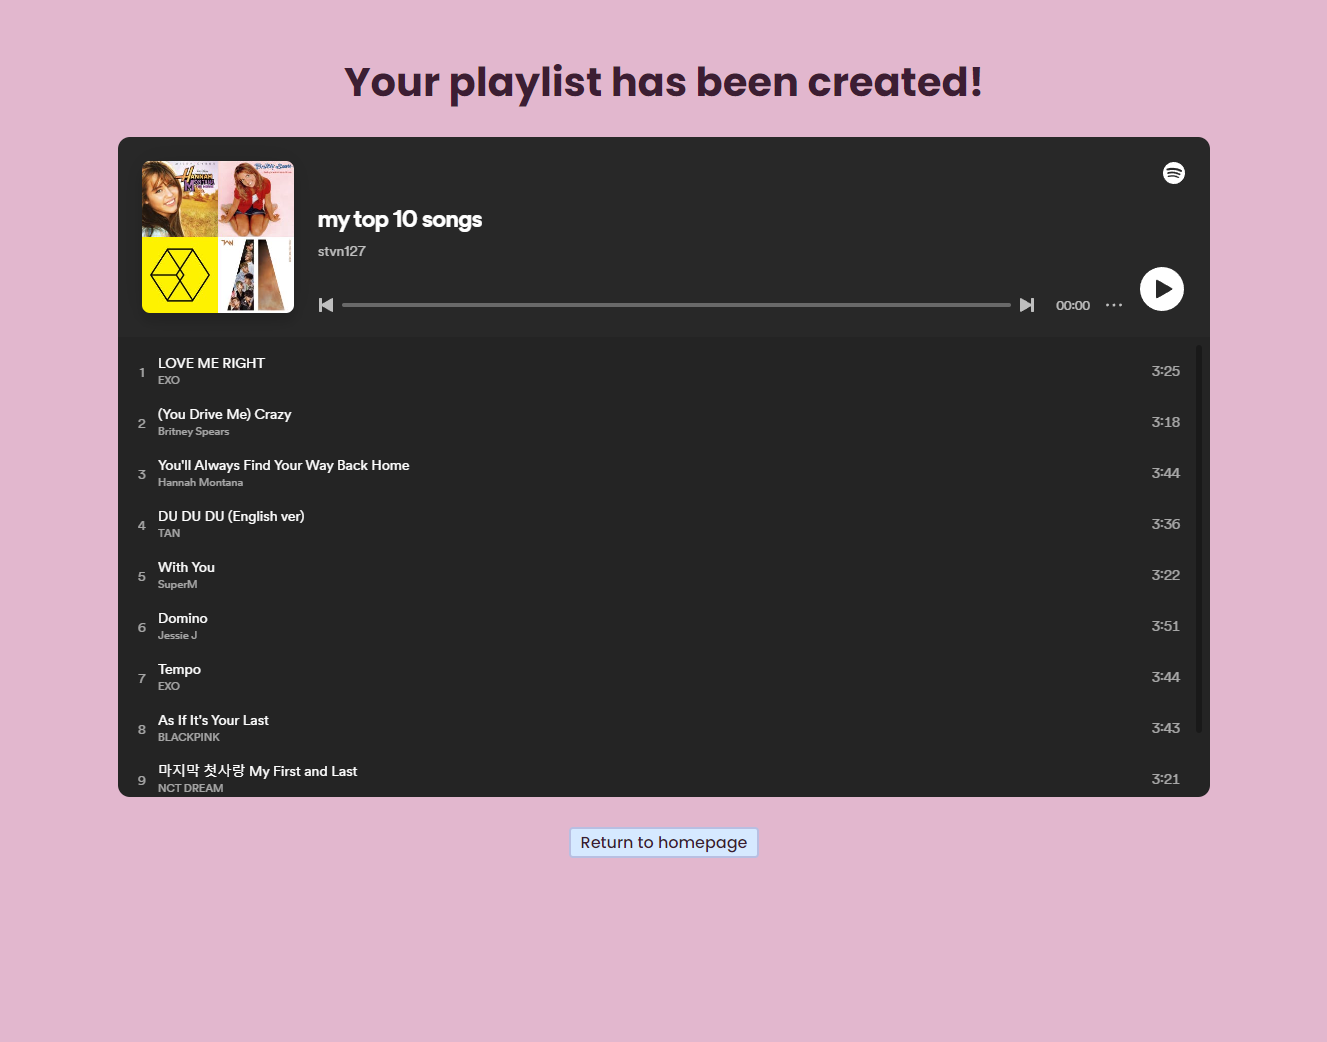 Your playlist has been created!
HANNAH
MONTANA
my top 10 songs
stvn127
00:00
1
LOVE ME RIGHT
EXO
3:25
2
(You Drive Me) Crazy
Britney Spears
3:18
3
You'll Always Find Your Way Back Home
Hannah Montana
3:44
4
DU DU DU (English ver)
TAN
3:36
5
With You
SuperM
3:22
6
Domino
Jessie J
3:51
7
Tempo
EXO
3:44
8
As If It's Your Last
BLACKPINK
3:43
9
마지막 첫사랑 My First and Last
NCT DREAM
3:21
Return to homepage